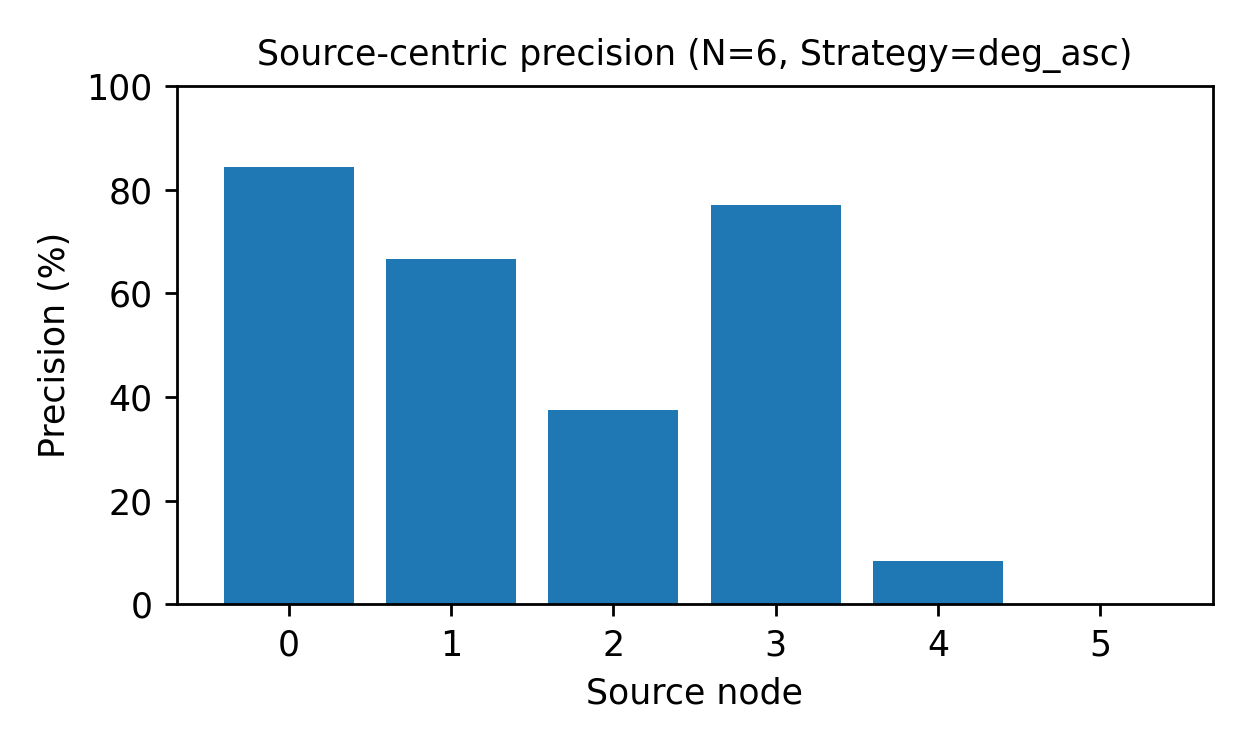 Source-centric precision (N=6, Strategy=deg_asc)
100
80
60
40
20
0
Precision (%)
0 1 2 3 4 5
Source node